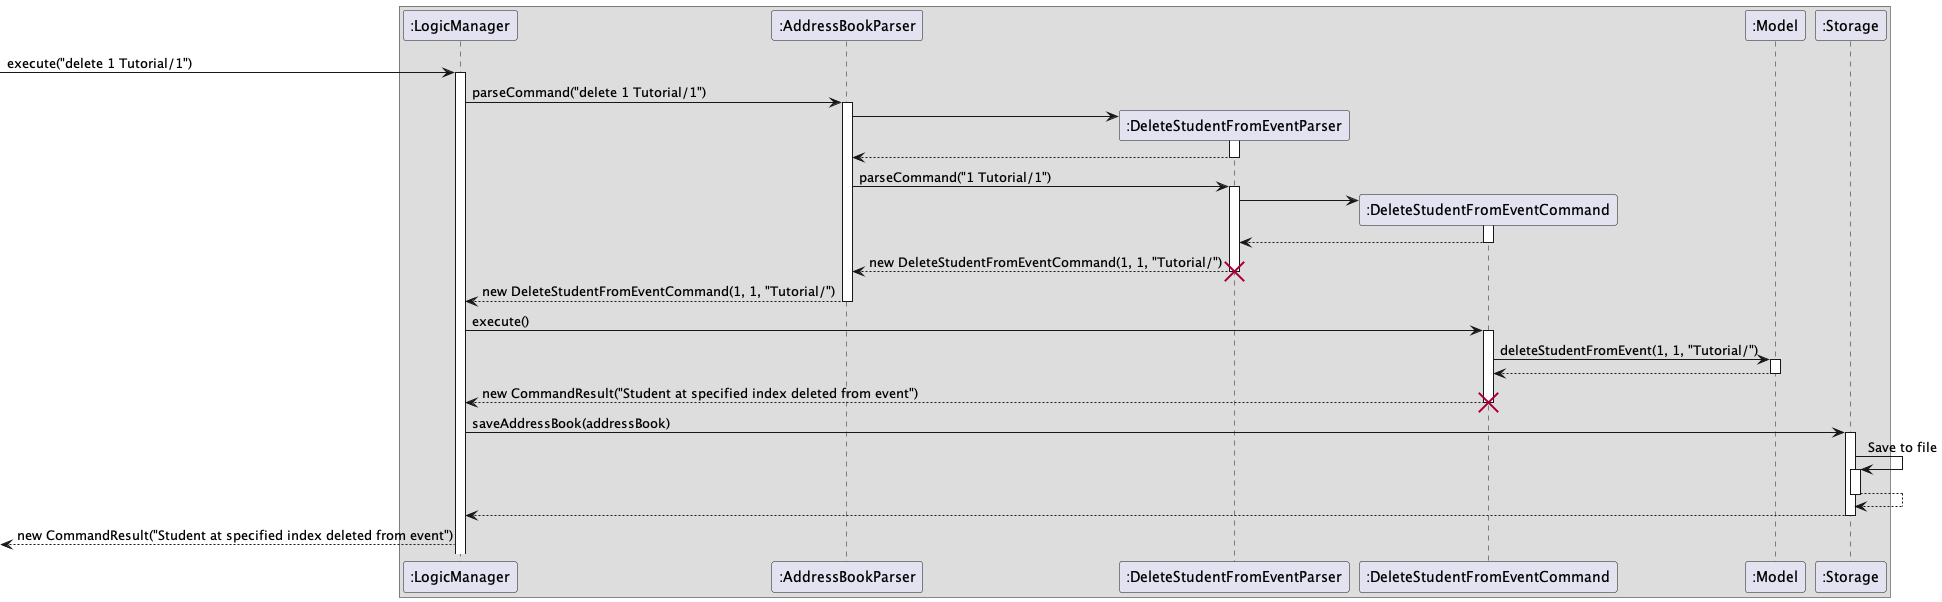 :LogicManager
:AddressBookParser
:Model
:Storage
execute("delete 1 Tutorial/1")
parseCommand("delete 1 Tutorial/1")
:DeleteStudentFromEventParser
parseCommand("1 Tutorial/1")
:DeleteStudentFromEventCommand
new DeleteStudentFromEventCommand(1, 1, "Tutorial/")
new DeleteStudentFromEventCommand(1, 1, "Tutorial/")
execute()
deleteStudentFromEvent(1, 1, "Tutorial/")
new CommandResult("Student at specified index deleted from event")
saveAddressBook(addressBook)
Save to file
new CommandResult("Student at specified index deleted from event")
:LogicManager
:AddressBookParser
:DeleteStudentFromEventParser
:DeleteStudentFromEventCommand
:Model
:Storage